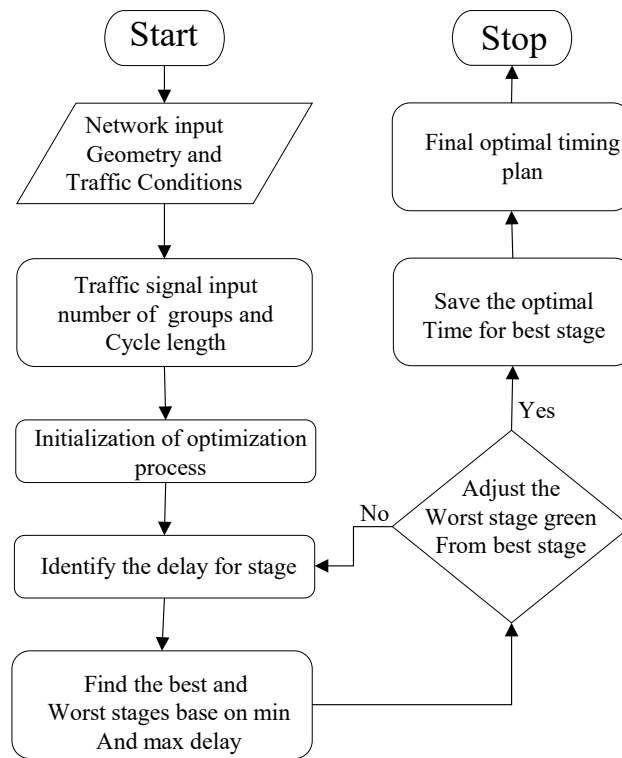 Start
Network input
Geometry and
Traffic Conditions
Traffic signal input
number of groups and
Cycle length
Initialization of optimization
process
Identify the delay for stage
Find the best and
Worst stages base on min
And max delay
Adjust the
Worst stage green
From best stage
No
Yes
Save the optimal
Time for best stage
Final optimal timing
plan
Stop